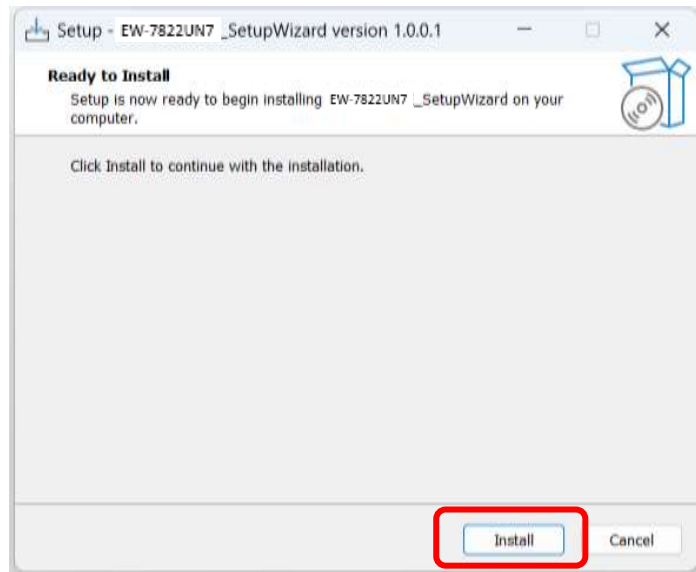 Setup - EW-7822UN7 _SetupWizard version 1.0.0.1
Ready to Install
Setup is now ready to begin installing EW-7822UN7 _SetupWizard on your
computer.
Click Install to continue with the installation.
Install
Cancel